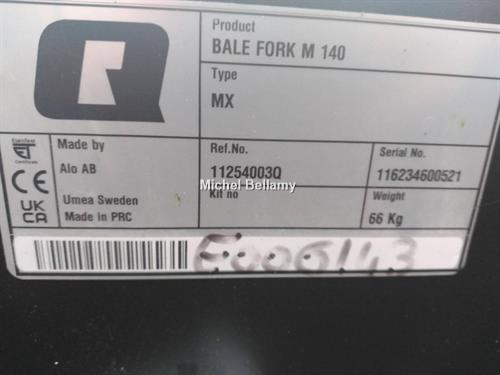 Product
BALE FORK M 140
Type
MX
Made by
Alo AB
Umea Sweden
Made in PRC
Ref.No.
11254003Q
Kit no
Serial No.
116234600521
Weight
66 Kg
Michel Bellamy
CE
UK
CA
E006143